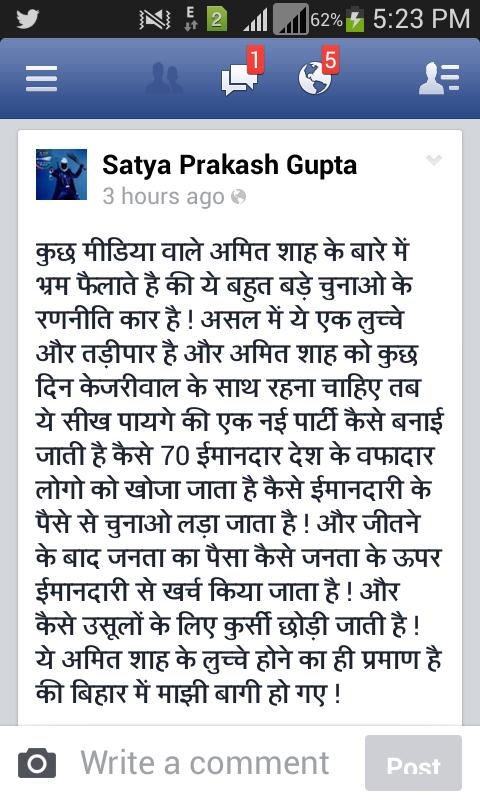 E 2 62% 5:23 PM
1 5
Satya Prakash Gupta
3 hours ago
कुछ मीडिया वाले अमित शाह के बारे में
भ्रम फैलाते है की ये बहुत बड़े चुनाओ के
रणनीति कार है ! असल में ये एक लुच्चे
और तड़ीपार है और अमित शाह को कुछ
दिन केजरीवाल के साथ रहना चाहिए तब
ये सीख पायगे की एक नई पार्टी कैसे बनाई
जाती है कैसे 70 ईमानदार देश के वफादार
लोगो को खोजा जाता है कैसे ईमानदारी के
पैसे से चुनाओ लड़ा जाता है ! और जीतने
के बाद जनता का पैसा कैसे जनता के ऊपर
ईमानदारी से खर्च किया जाता है ! और
कैसे उसूलों के लिए कुर्सी छोड़ी जाती है !
ये अमित शाह के लुच्चे होने का ही प्रमाण है
की बिहार में माझी बागी हो गए !
Write a comment Post